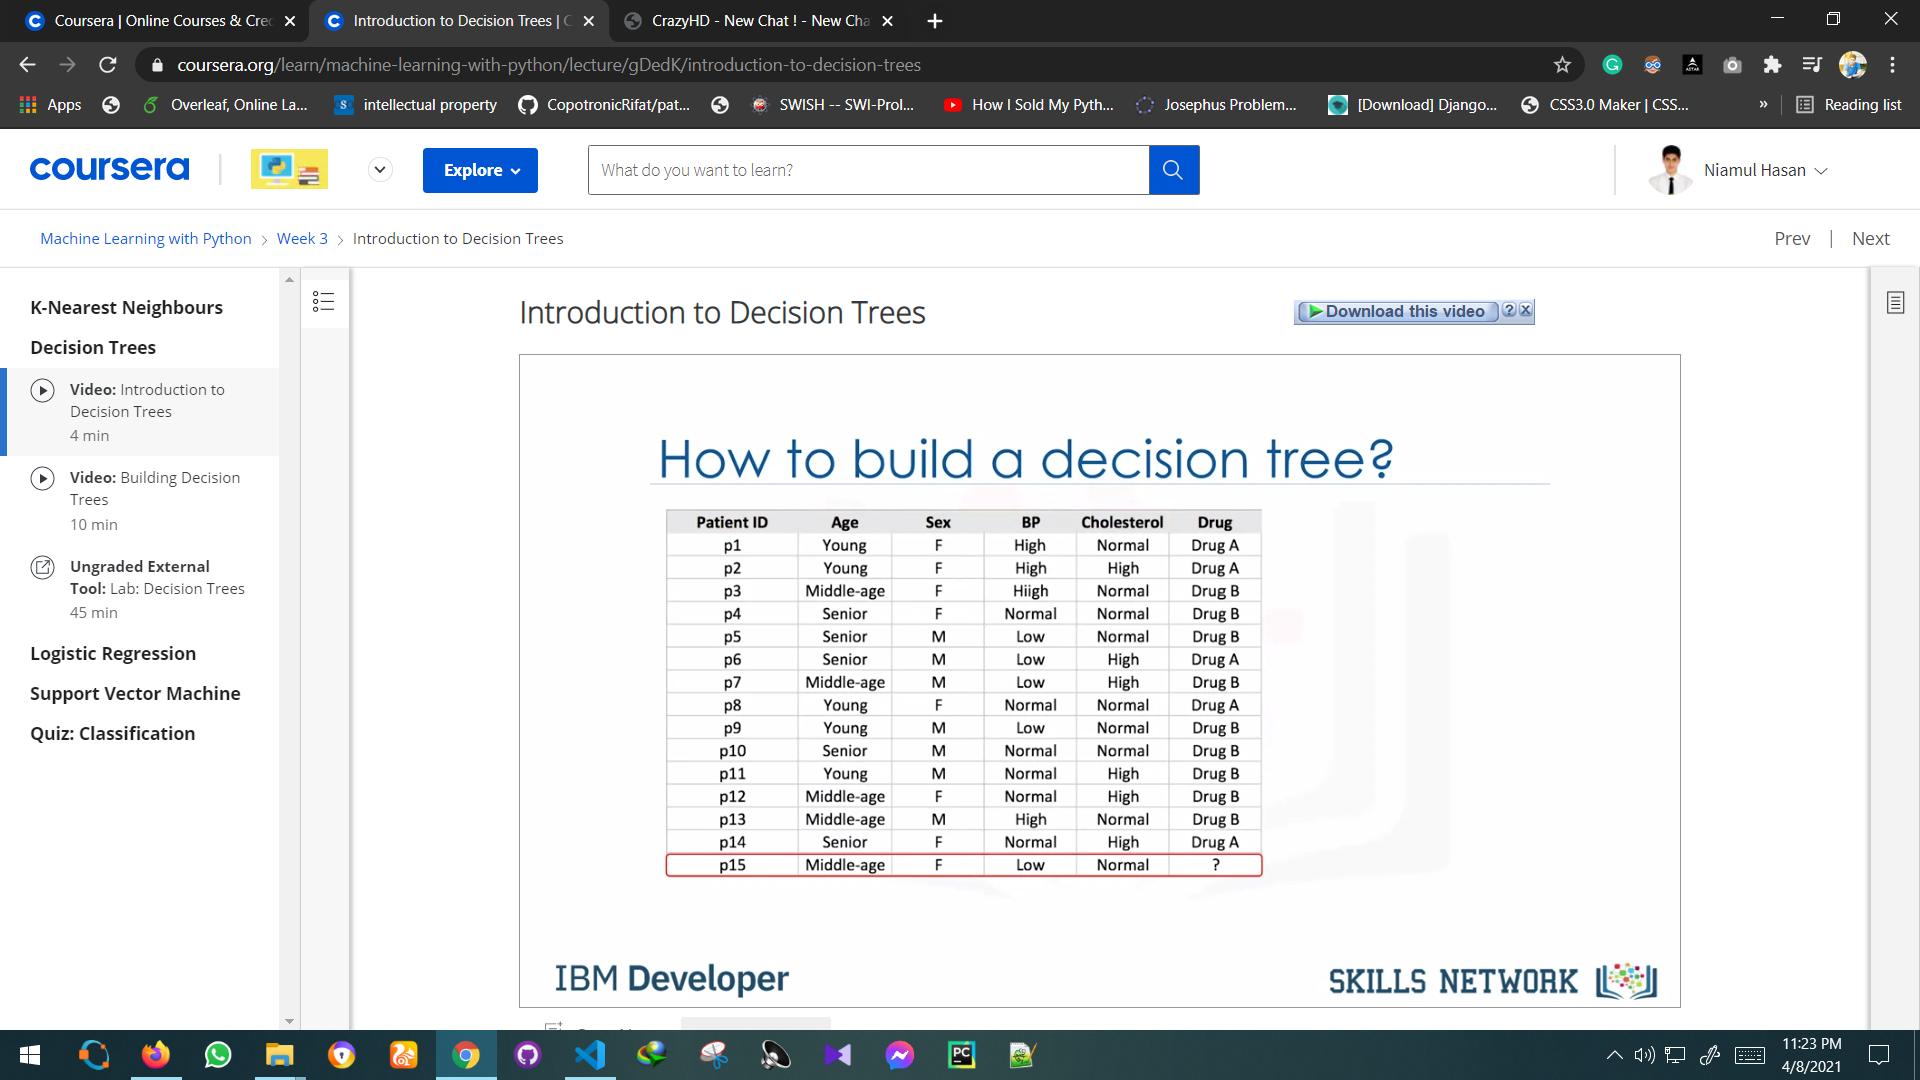 Coursera | Online Courses & Cre
Introduction to Decision Trees | C
CrazyHD - New Chat ! - New Cha
coursera.org/learn/machine-learning-with-python/lecture/gDedK/introduction-to-decision-trees
Apps
Overleaf, Online La...
intellectual property
CopotronicRifat/pat...
SWISH -- SWI-Prol...
How I Sold My Pyth...
Josephus Problem...
[Download] Django...
CSS3.0 Maker | CSS...
»
Reading list
coursera
Explore
What do you want to learn?
Niamul Hasan
Machine Learning with Python > Week 3 > Introduction to Decision Trees
Prev | Next
K-Nearest Neighbours
Decision Trees
Video: Introduction to
Decision Trees
4 min
Video: Building Decision
Trees
10 min
Ungraded External
Tool: Lab: Decision Trees
45 min
Logistic Regression
Support Vector Machine
Quiz: Classification
Introduction to Decision Trees
Download this video ? x
How to build a decision tree?
Patient ID Age Sex BP Cholesterol Drug
p1 Young F High Normal Drug A
p2 Young F High High Drug A
p3 Middle-age F Hiigh Normal Drug B
p4 Senior F Normal Normal Drug B
p5 Senior M Low Normal Drug B
p6 Senior M Low High Drug A
p7 Middle-age M Low High Drug B
p8 Young F Normal Normal Drug A
p9 Young M Low Normal Drug B
p10 Senior M Normal Normal Drug B
p11 Young M Normal High Drug B
p12 Middle-age F Normal High Drug B
p13 Middle-age M High Normal Drug B
p14 Senior F Normal High Drug A
p15 Middle-age F Low Normal ?
IBM Developer
SKILLS NETWORK
11:23 PM
4/8/2021